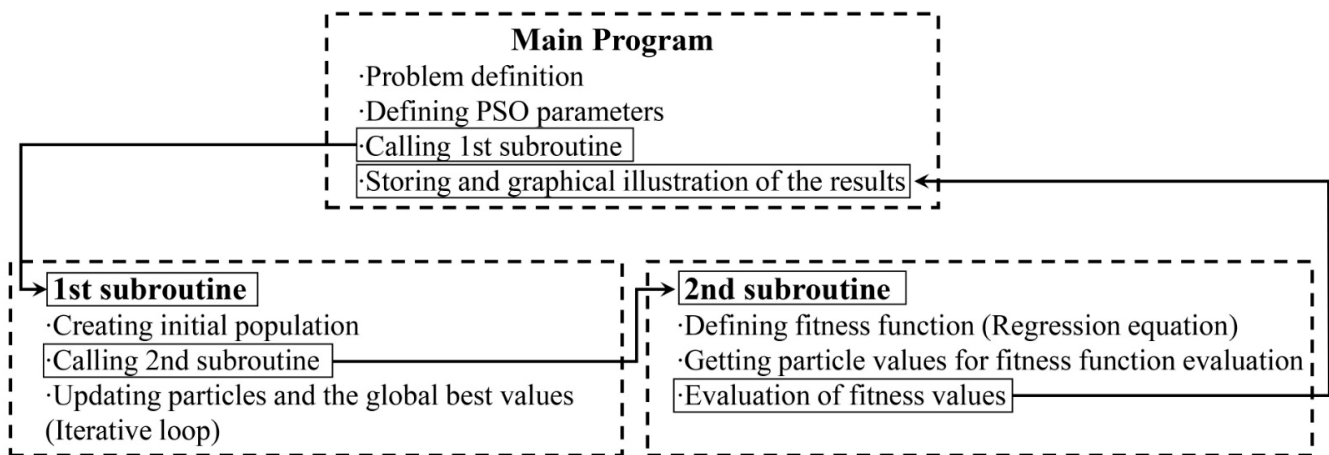 Main Program
·Problem definition
·Defining PSO parameters
·Calling 1st subroutine
·Storing and graphical illustration of the results
1st subroutine
·Creating initial population
·Calling 2nd subroutine
·Updating particles and the global best values
(Iterative loop)
2nd subroutine
·Defining fitness function (Regression equation)
·Getting particle values for fitness function evaluation
·Evaluation of fitness values